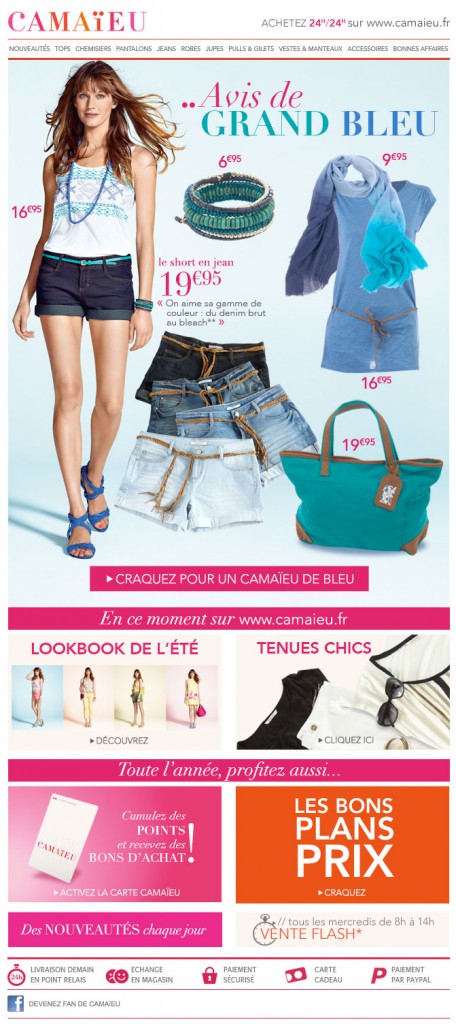 CAMAÏEU
ACHETEZ 24H/24H sur www.camaieu.fr
NOUVEAUTÉS TOPS CHEMISIERS PANTALONS JEANS ROBES JUPES PULLS & GILETS VESTES & MANTEAUX ACCESSOIRES BONNES AFFAIRES
..Avis de
GRAND BLEU
6€95
9€95
16€95
le short en jean
19€95
« On aime sa gamme de
couleur : du denim brut
au bleach** »
16€95
19€95
CRAQUEZ POUR UN CAMAÏEU DE BLEU
En ce moment sur www.camaieu.fr
LOOKBOOK DE L'ÉTÉ
DÉCOUVREZ
TENUES CHICS
CLIQUEZ ICI
Toute l'année, profitez aussi...
Cumulez des
POINTS
et recevez des
BONS D'ACHAT !
CAMAÏEU
ACTIVEZ LA CARTE CAMAÏEU
LES BONS
PLANS
PRIX
CRAQUEZ
Des NOUVEAUTÉS chaque jour
// tous les mercredis de 8h à 14h
VENTE FLASH*
24h
LIVRAISON DEMAIN
EN POINT RELAIS
ECHANGE
EN MAGASIN
PAIEMENT
SÉCURISÉ
CARTE
CADEAU
PAIEMENT
PAR PAYPAL
f
DEVENEZ FAN DE CAMAÏEU